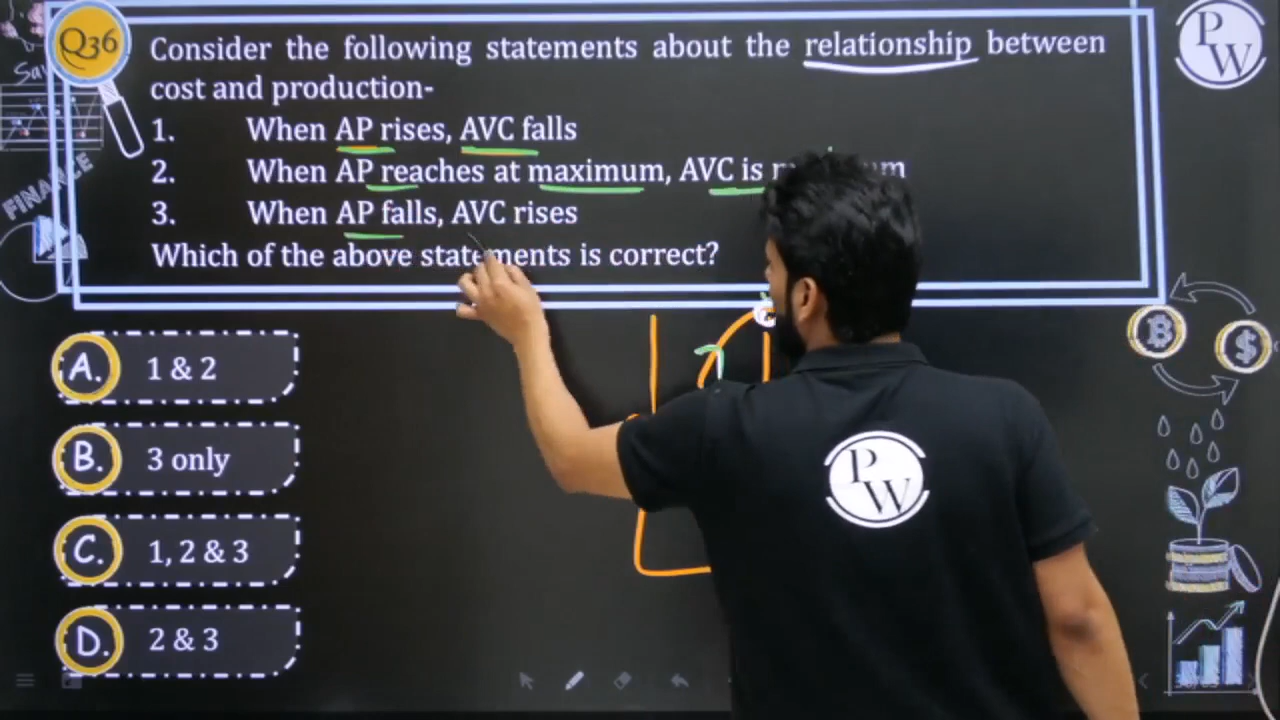 Q36
Consider the following statements about the relationship between
cost and production-
1. When AP rises, AVC falls
2. When AP reaches at maximum, AVC is
3. When AP falls, AVC rises
Which of the above statements is correct?
A. 1 & 2
B. 3 only
C. 1, 2 & 3
D. 2 & 3
P
W
FINANCE
P
W